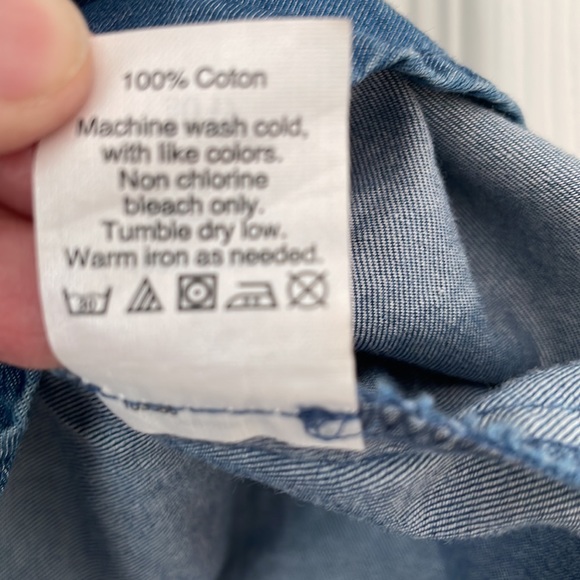 100% Coton
Machine wash cold,
with like colors.
Non chlorine
bleach only.
Tumble dry low.
Warm iron as needed.